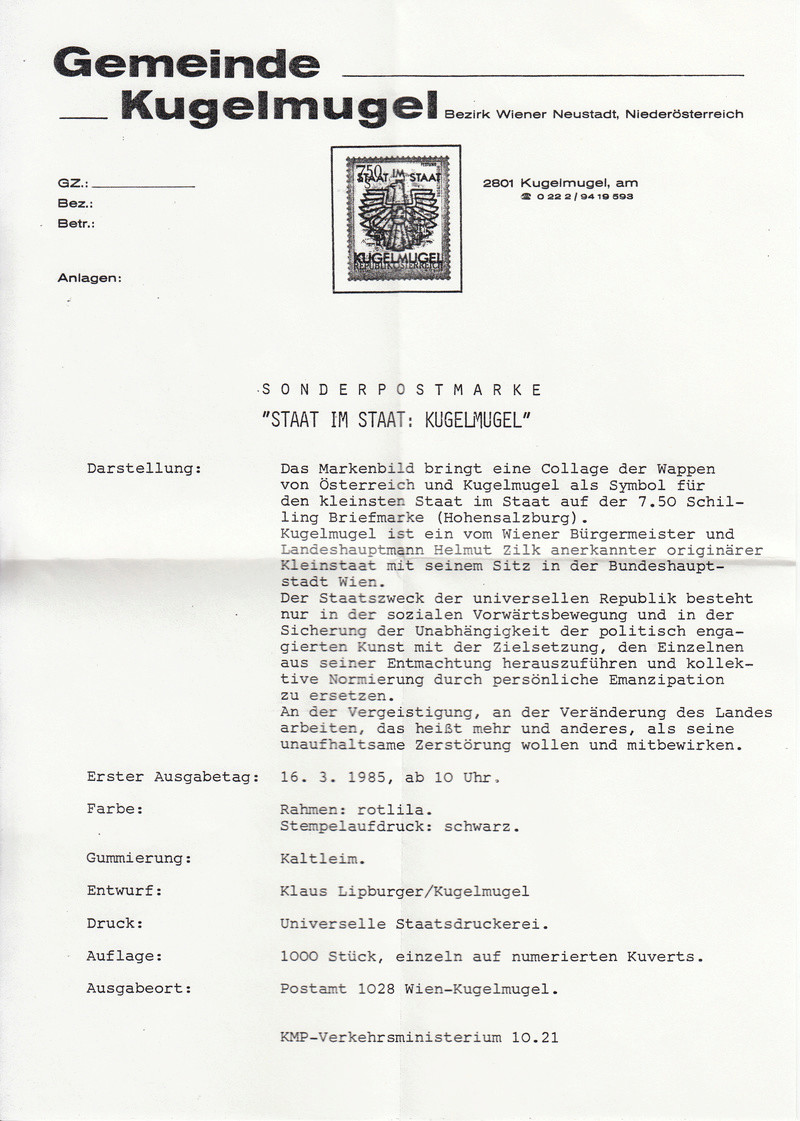 Gemeinde
Kugelmugel Bezirk Wiener Neustadt, Niederösterreich
GZ.:
Bez.:
Betr.:
Anlagen:
7.50
STAAT IM STAAT
KUGELMUGEL
REPUBLIK ÖSTERREICH
2801 Kugelmugel, am
☎ 0 22 2 / 94 19 593
SONDERPOSTMARKE
"STAAT IM STAAT: KUGELMUGEL"
Darstellung: Das Markenbild bringt eine Collage der Wappen
von Österreich und Kugelmugel als Symbol für
den kleinsten Staat im Staat auf der 7.50 Schil-
ling Briefmarke (Hohensalzburg).
Kugelmugel ist ein vom Wiener Bürgermeister und
Landeshauptmann Helmut Zilk anerkannter originärer
Kleinstaat mit seinem Sitz in der Bundeshaupt-
stadt Wien.
Der Staatszweck der universellen Republik besteht
nur in der sozialen Vorwärtsbewegung und in der
Sicherung der Unabhängigkeit der politisch enga-
gierten Kunst mit der Zielsetzung, den Einzelnen
aus seiner Entmachtung herauszuführen und kollek-
tive Normierung durch persönliche Emanzipation
zu ersetzen.
An der Vergeistigung, an der Veränderung des Landes
arbeiten, das heißt mehr und anderes, als seine
unaufhaltsame Zerstörung wollen und mitbewirken.
Erster Ausgabetag: 16. 3. 1985, ab 10 Uhr.
Farbe: Rahmen: rotlila.
Stempelaufdruck: schwarz.
Gummierung: Kaltleim.
Entwurf: Klaus Lipburger/Kugelmugel
Druck: Universelle Staatsdruckerei.
Auflage: 1000 Stück, einzeln auf numerierten Kuverts.
Ausgabeort: Postamt 1028 Wien-Kugelmugel.
KMP-Verkehrsministerium 10.21